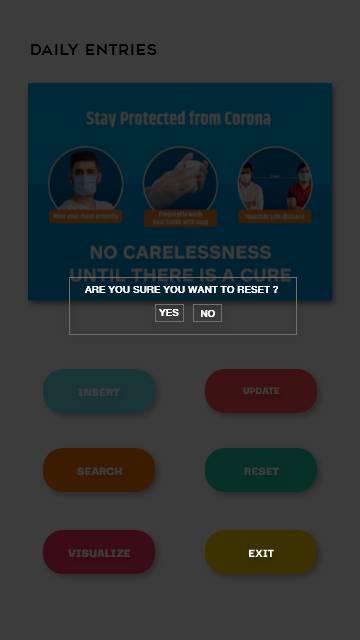 DAILY ENTRIES
Stay Protected from Corona
Wear your mask properly
Frequently wash
your hands with soap
Maintain safe distance
NO CARELESSNESS
UNTIL THERE IS A CURE
ARE YOU SURE YOU WANT TO RESET ?
YES NO
INSERT UPDATE
SEARCH RESET
VISUALIZE EXIT